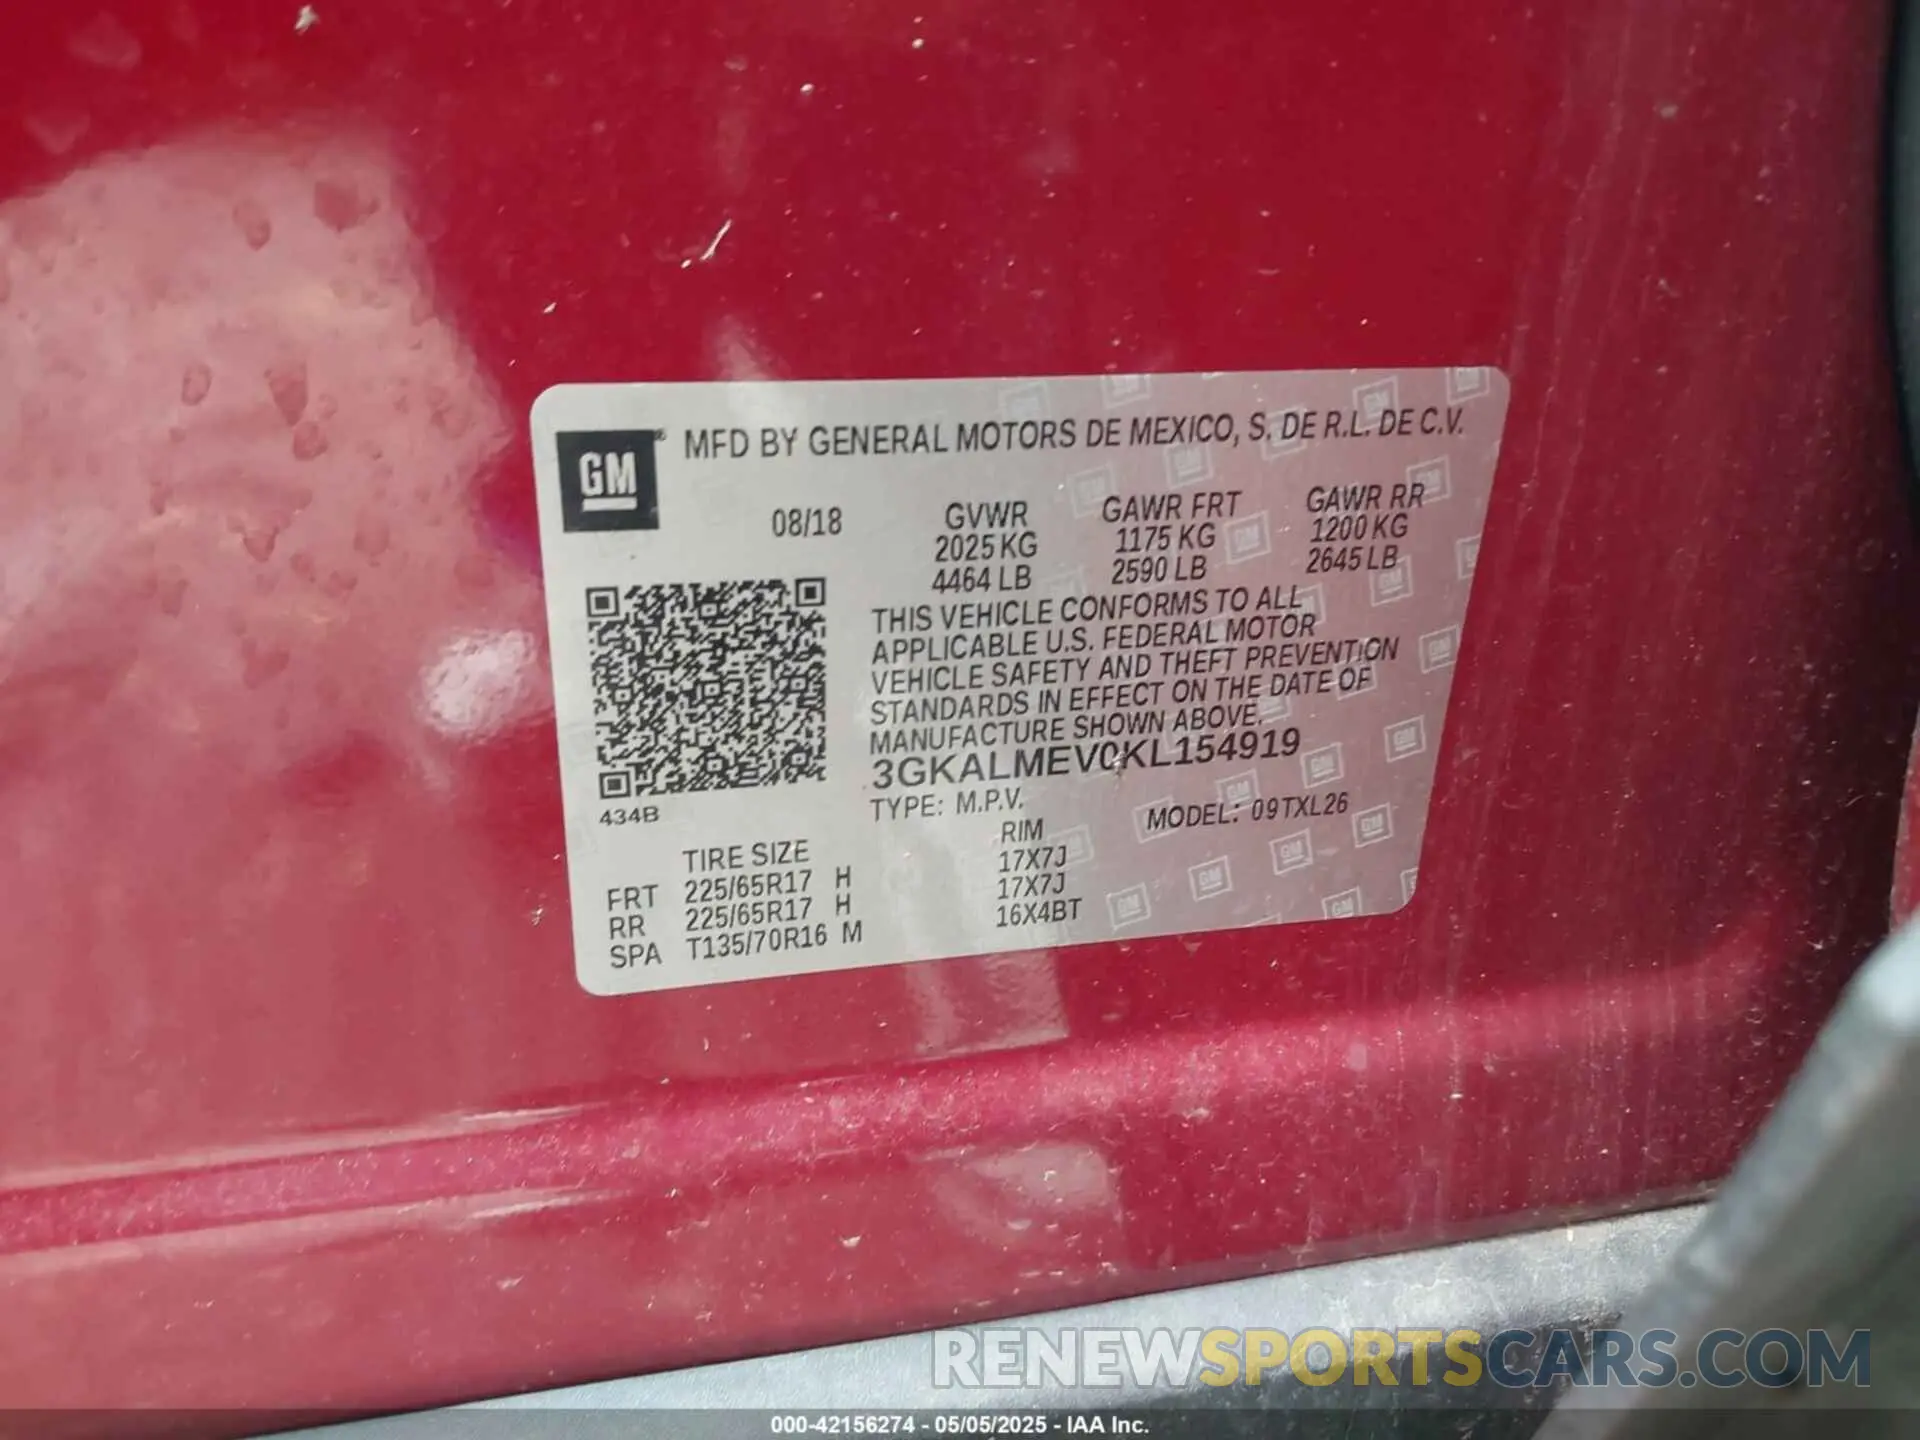 GM
MFD BY GENERAL MOTORS DE MEXICO, S. DE R.L. DE C.V.
08/18
GVWR GAWR FRT GAWR RR
2025 KG 1175 KG 1200 KG
4464 LB 2590 LB 2645 LB
THIS VEHICLE CONFORMS TO ALL
APPLICABLE U.S. FEDERAL MOTOR
VEHICLE SAFETY AND THEFT PREVENTION
STANDARDS IN EFFECT ON THE DATE OF
MANUFACTURE SHOWN ABOVE.
3GKALMEV0KL154919
434B
TYPE: M.P.V. MODEL: 09TXL26
TIRE SIZE RIM
FRT 225/65R17 H 17X7J
RR 225/65R17 H 17X7J
SPA T135/70R16 M 16X4BT
RENEWSPORTSCARS.COM
000-42156274 - 05/05/2025 - IAA Inc.